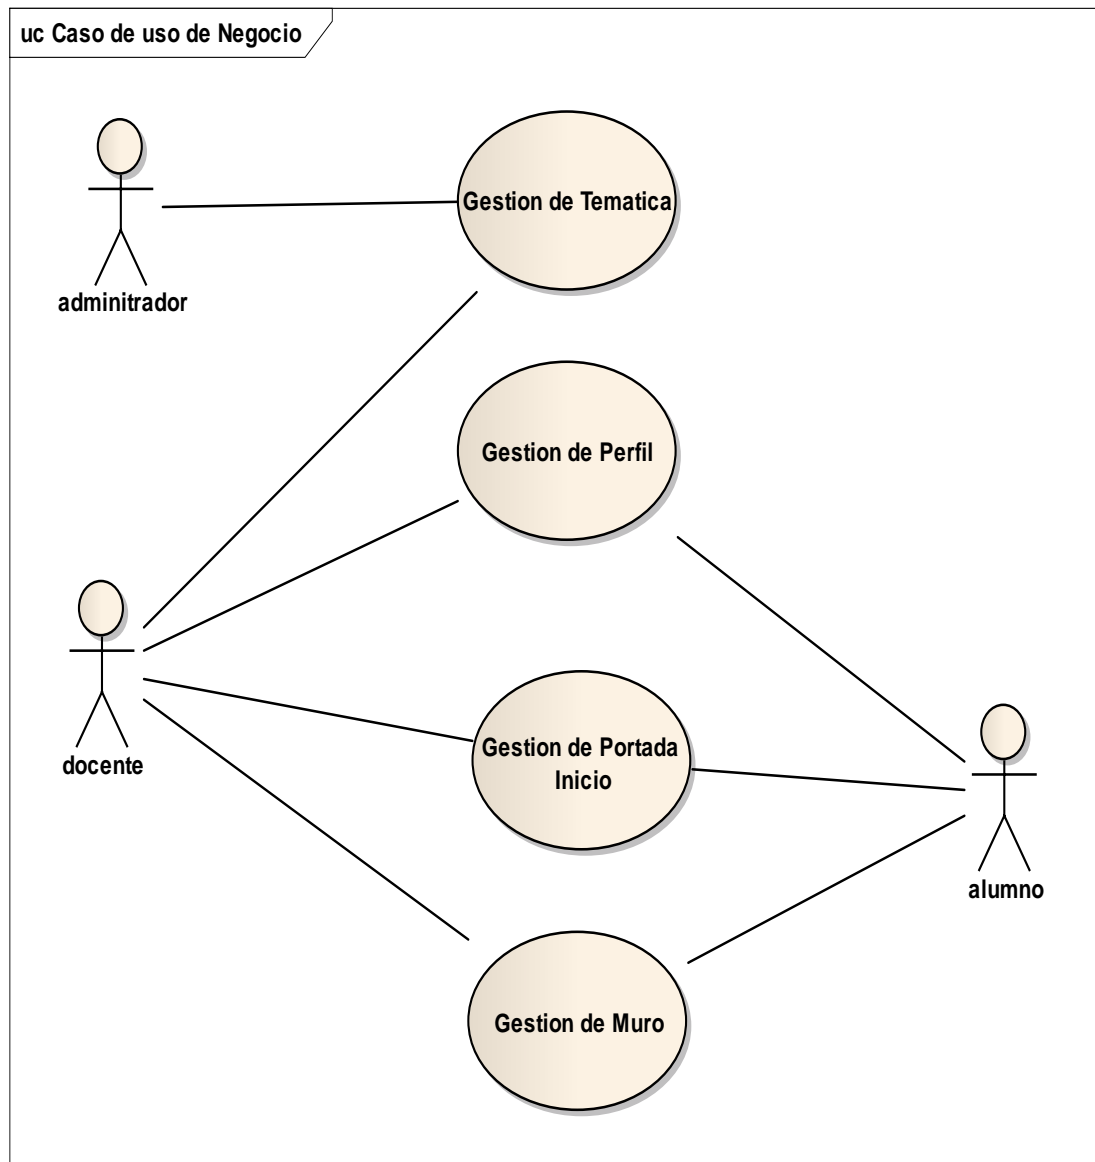 uc Caso de uso de Negocio
Gestion de Tematica
adminitrador
Gestion de Perfil
docente
Gestion de Portada
Inicio
alumno
Gestion de Muro